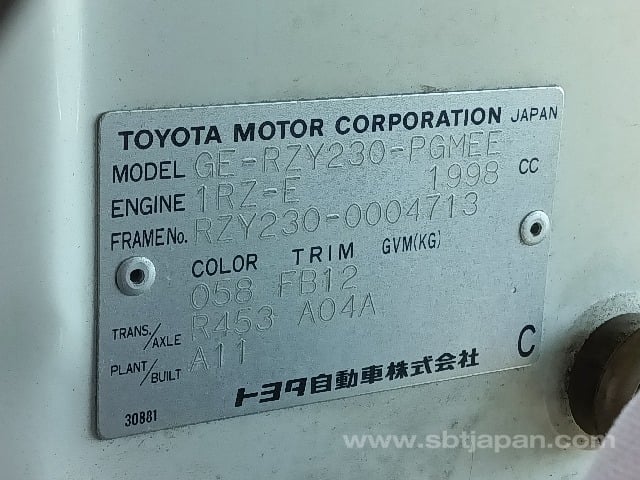 TOYOTA MOTOR CORPORATION JAPAN
MODEL GE-RZY230-PGMEE
ENGINE 1RZ-E 1998 CC
FRAME No. RZY230-0004713
COLOR TRIM GVM(KG)
058 FB12
TRANS./AXLE R453 A04A
PLANT/BUILT A11
トヨタ自動車株式会社 C
30881
www.sbtjapan.com